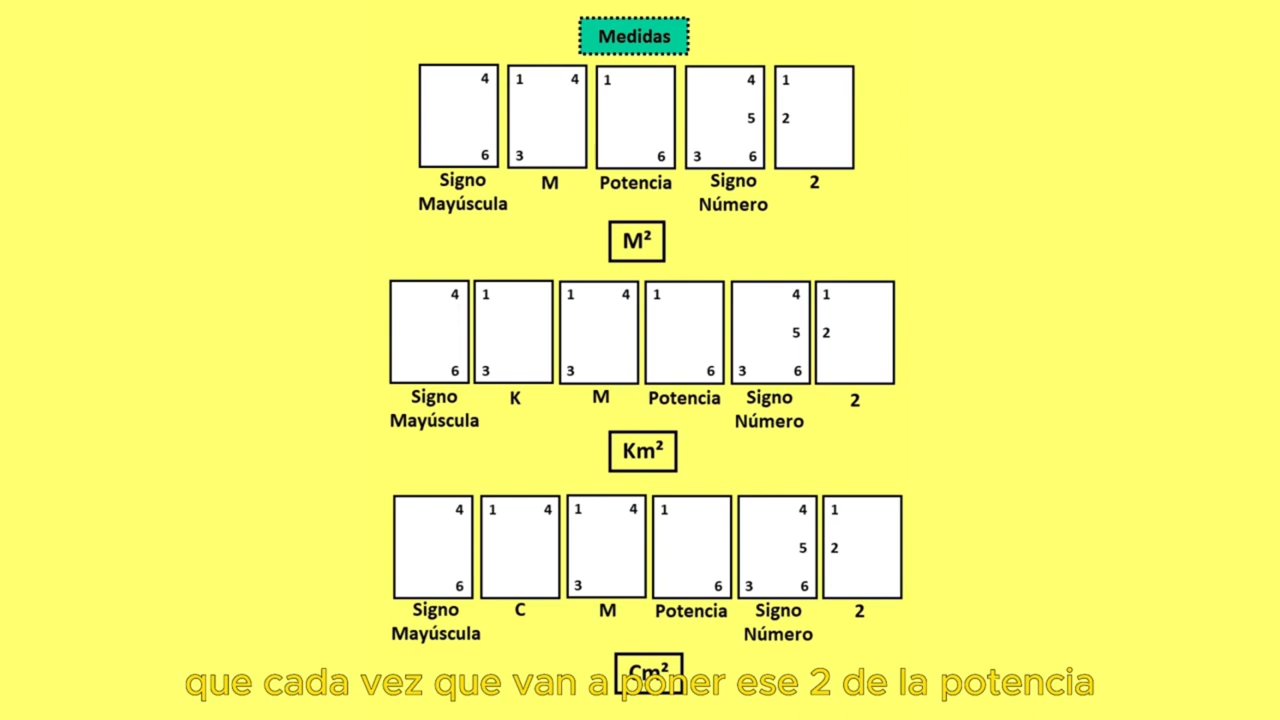 Medidas
4 1 4 1 4 1
5 2
6 3 6 3 6
Signo Mayúscula M Potencia Signo Número 2
M²
4 1 1 4 1 4 1
5 2
6 3 3 6 3 6
Signo Mayúscula K M Potencia Signo Número 2
Km²
4 1 4 1 4 1 4 1
5 2
6 3 6 3 6
Signo Mayúscula C M Potencia Signo Número 2
Cm²
que cada vez que van a poner ese 2 de la potencia